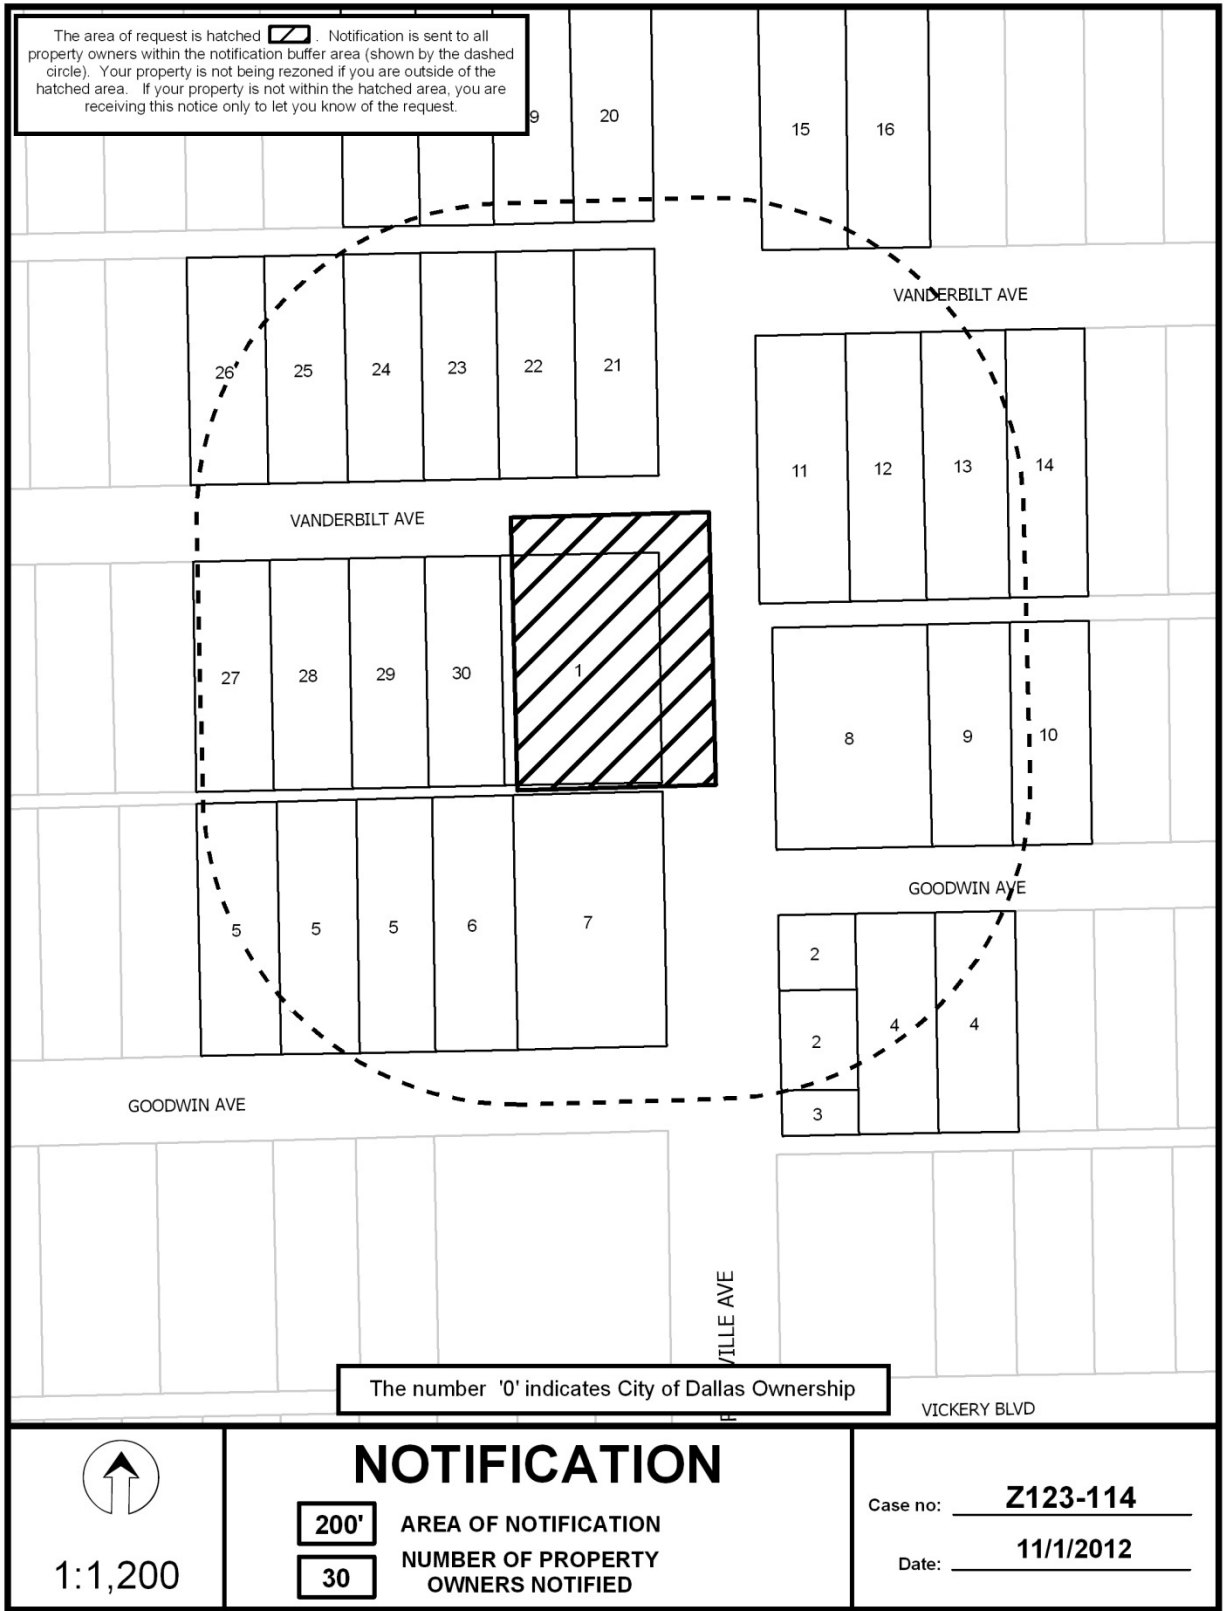 The area of request is hatched . Notification is sent to all
property owners within the notification buffer area (shown by the dashed
circle). Your property is not being rezoned if you are outside of the
hatched area. If your property is not within the hatched area, you are
receiving this notice only to let you know of the request.
9
20
15
16
VANDERBILT AVE
26
25
24
23
22
21
11
12
13
14
VANDERBILT AVE
27
28
29
30
1
8
9
10
GOODWIN AVE
5
5
5
6
7
2
2
3
4
4
GOODWIN AVE
VILLE AVE
The number '0' indicates City of Dallas Ownership
VICKERY BLVD
1:1,200
NOTIFICATION
200' AREA OF NOTIFICATION
30 NUMBER OF PROPERTY
OWNERS NOTIFIED
Case no: Z123-114
Date: 11/1/2012